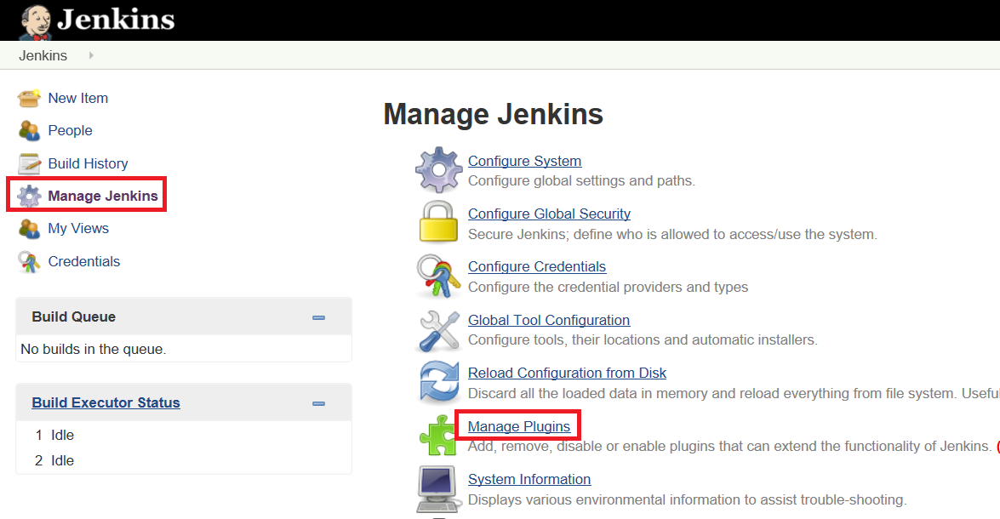 Jenkins
Jenkins
New Item
People
Build History
Manage Jenkins
My Views
Credentials
Build Queue
No builds in the queue.
Build Executor Status
1 Idle
2 Idle
Manage Jenkins
Configure System
Configure global settings and paths.
Configure Global Security
Secure Jenkins; define who is allowed to access/use the system.
Configure Credentials
Configure the credential providers and types
Global Tool Configuration
Configure tools, their locations and automatic installers.
Reload Configuration from Disk
Discard all the loaded data in memory and reload everything from file system. Useful
Manage Plugins
Add, remove, disable or enable plugins that can extend the functionality of Jenkins. (
System Information
Displays various environmental information to assist trouble-shooting.